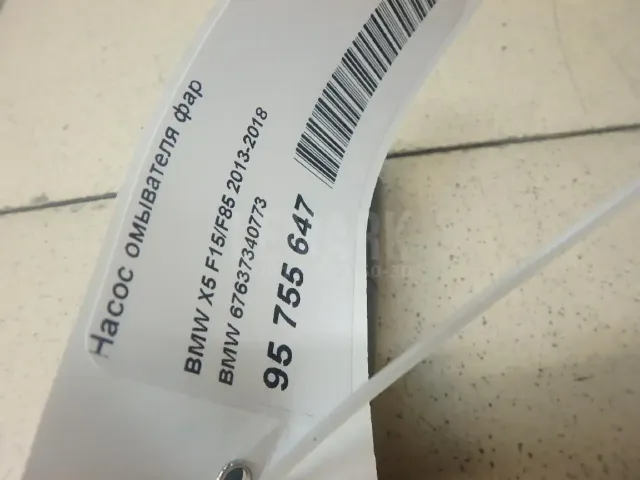 Насос омывателя фар
BMW X5 F15/F85 2013-2018
BMW 67637340773
95 755 647